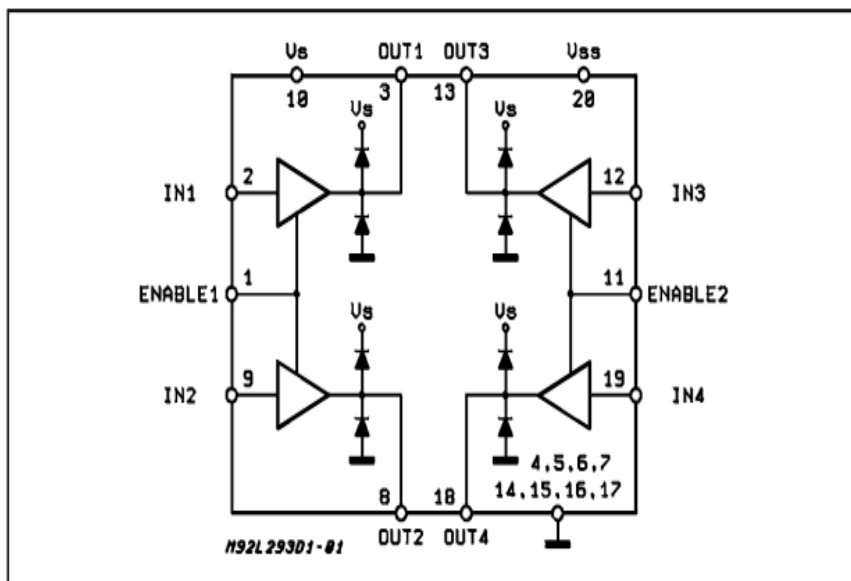 Vs OUT1 OUT3 Vss
10 3 13 20
Vs Vs
IN1 2 12 IN3
ENABLE1 1 11 ENABLE2
Vs Vs
IN2 9 19 IN4
4,5,6,7
8 18 14,15,16,17
OUT2 OUT4
M92L293D1-01